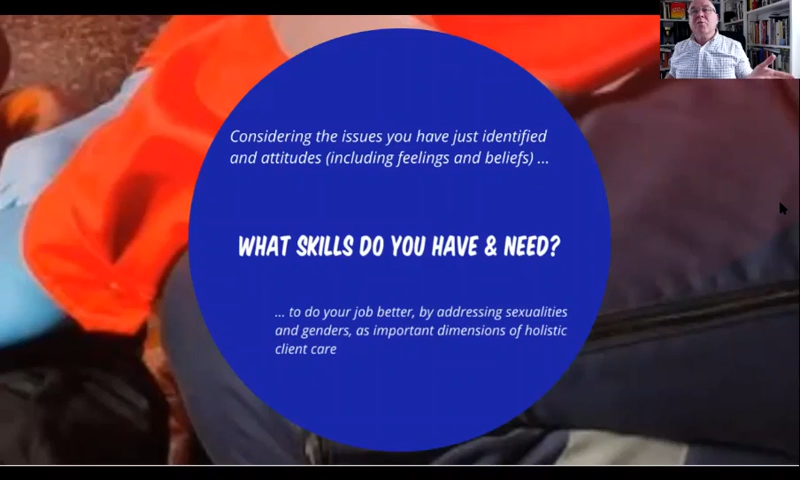 Considering the issues you have just identified
and attitudes (including feelings and beliefs) ...
WHAT SKILLS DO YOU HAVE & NEED?
... to do your job better, by addressing sexualities
and genders, as important dimensions of holistic
client care